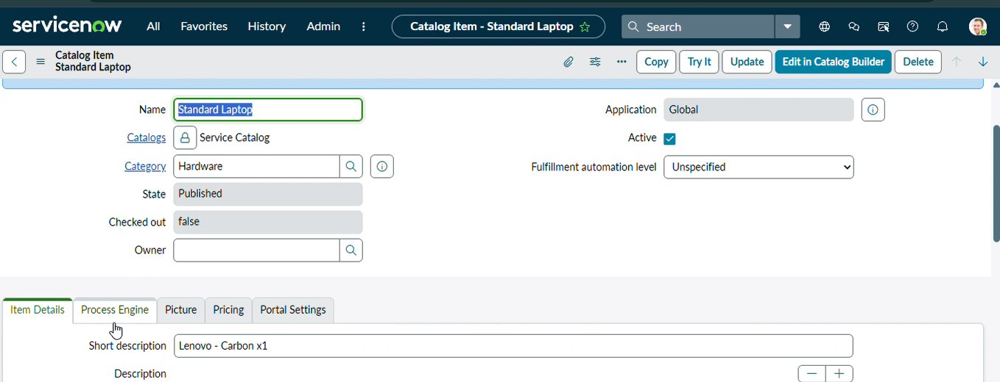 servicenow All Favorites History Admin Catalog Item - Standard Laptop Search
Catalog Item
Standard Laptop
Copy Try It Update Edit in Catalog Builder Delete
Name Standard Laptop Application Global
Catalogs Service Catalog Active
Category Hardware Fulfillment automation level Unspecified
State Published
Checked out false
Owner
Item Details Process Engine Picture Pricing Portal Settings
Short description Lenovo - Carbon x1
Description